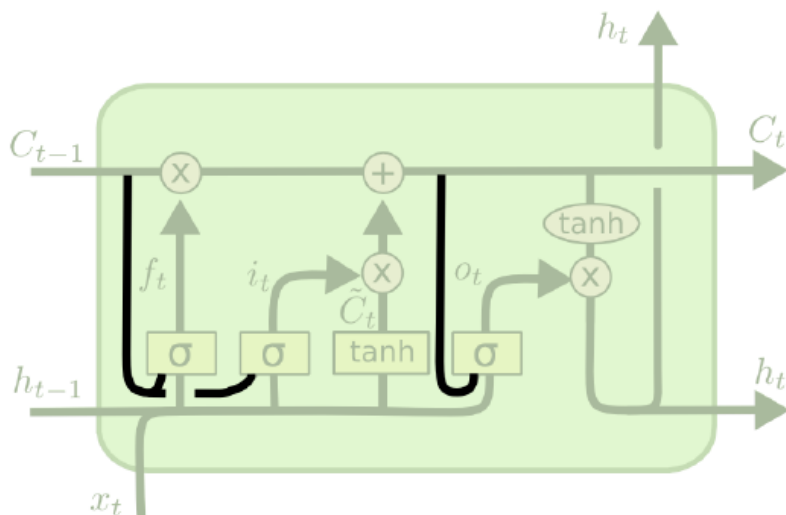 h_t
C_{t-1}
C_t
x
+
tanh
f_t
i_t
x
o_t
x
C̃_t
σ
σ
tanh
σ
h_{t-1}
h_t
x_t